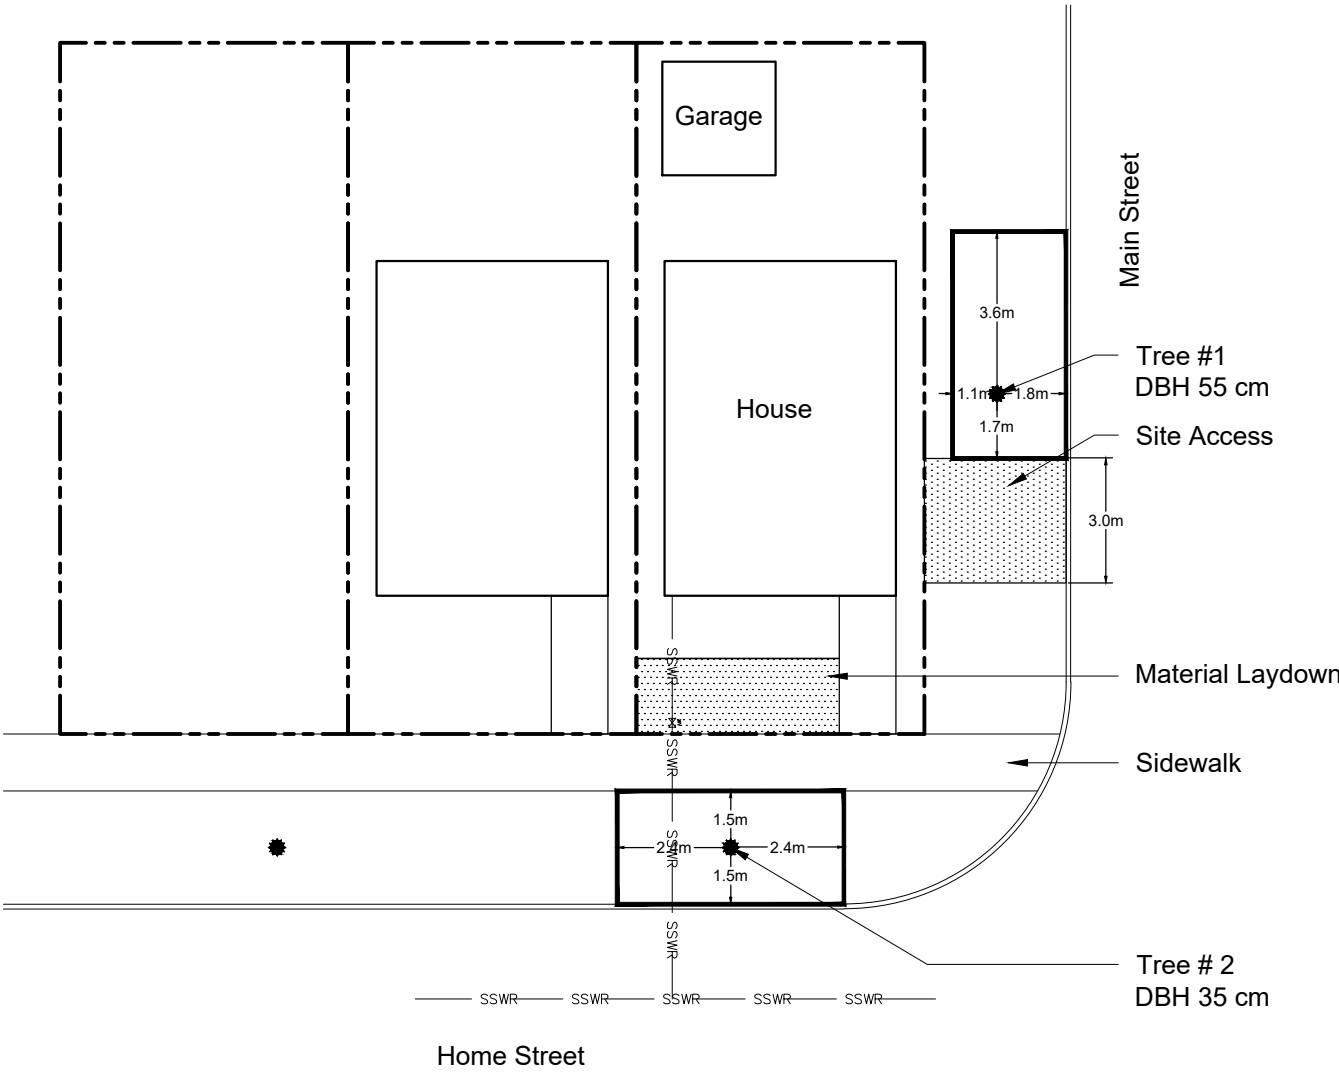 Garage
Main Street
3.6m
Tree #1
DBH 55 cm
1.1m
1.8m
House
1.7m
Site Access
3.0m
SSWR
Material Laydown
SSWR
Sidewalk
1.5m
SSWR
2.4m
2.4m
1.5m
SSWR
Tree # 2
DBH 35 cm
SSWR
SSWR
SSWR
SSWR
SSWR
Home Street